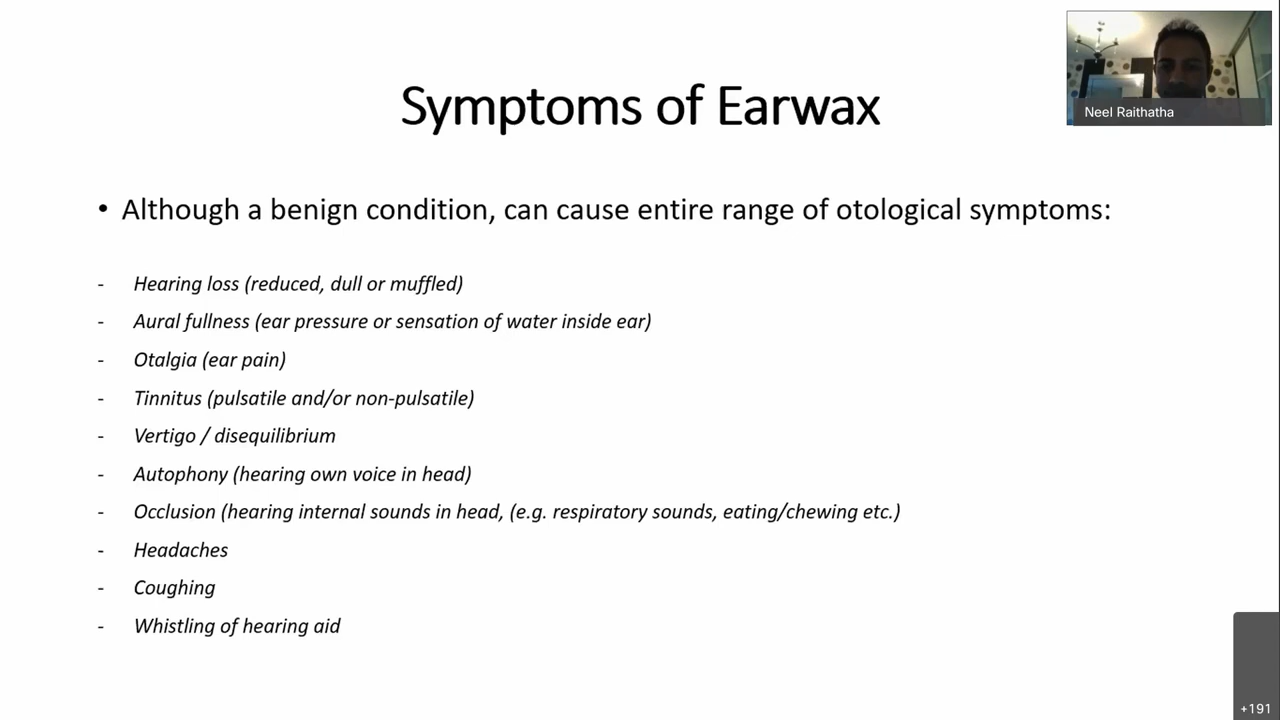 Symptoms of Earwax
Neel Raithatha
• Although a benign condition, can cause entire range of otological symptoms:
- Hearing loss (reduced, dull or muffled)
- Aural fullness (ear pressure or sensation of water inside ear)
- Otalgia (ear pain)
- Tinnitus (pulsatile and/or non-pulsatile)
- Vertigo / disequilibrium
- Autophony (hearing own voice in head)
- Occlusion (hearing internal sounds in head, (e.g. respiratory sounds, eating/chewing etc.)
- Headaches
- Coughing
- Whistling of hearing aid
+191